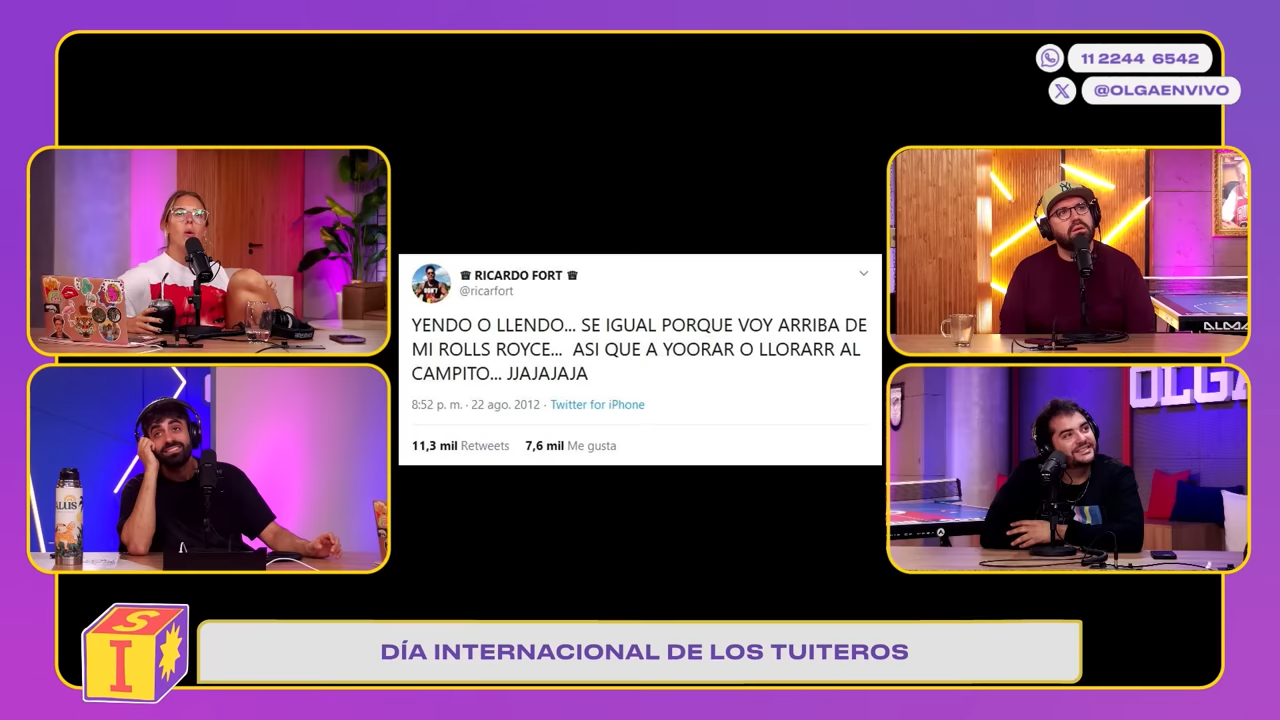 11 2244 6542
@OLGAENVIVO
♛ RICARDO FORT ♛
@ricarfort
YENDO O LLENDO... SE IGUAL PORQUE VOY ARRIBA DE
MI ROLLS ROYCE... ASI QUE A YOORAR O LLORARR AL
CAMPITO... JJAJAJAJA
8:52 p. m. · 22 ago. 2012 · Twitter for iPhone
11,3 mil Retweets 7,6 mil Me gusta
OLGA
S
I
DÍA INTERNACIONAL DE LOS TUITEROS